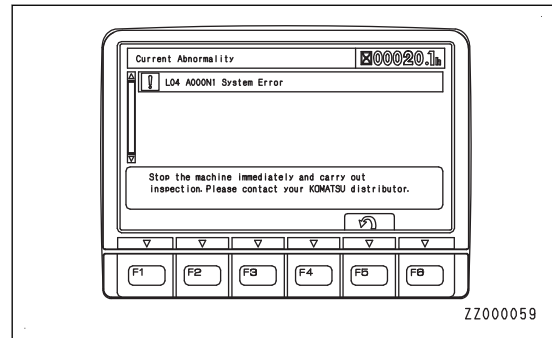 Current Abnormality
00020.1h
! L04 A000N1 System Error
Stop the machine immediately and carry out
inspection. Please contact your KOMATSU distributor.
F1 F2 F3 F4 F5 F6
ZZ000059